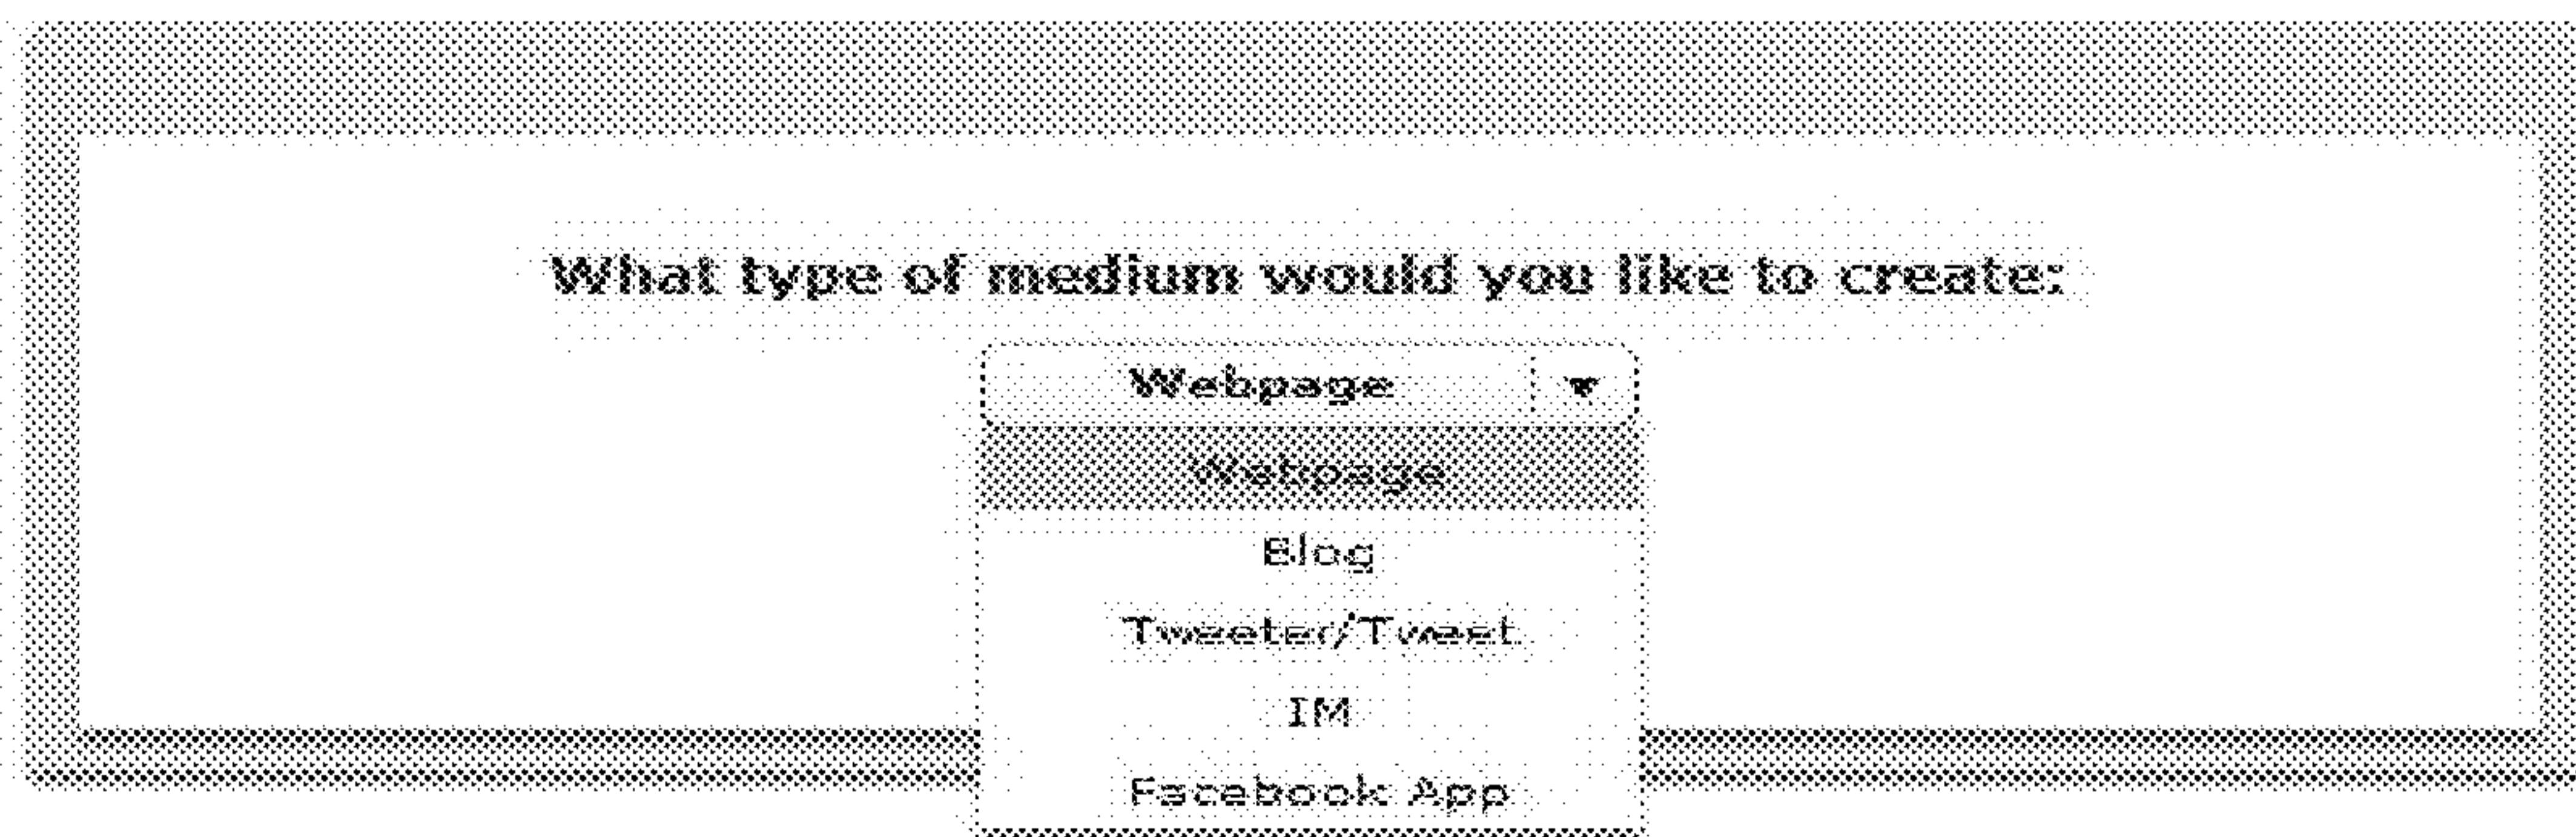 What type of medium would you like to create:
Webpage
Webpage
Blog
Tweeter/Tweet
IM
Facebook App